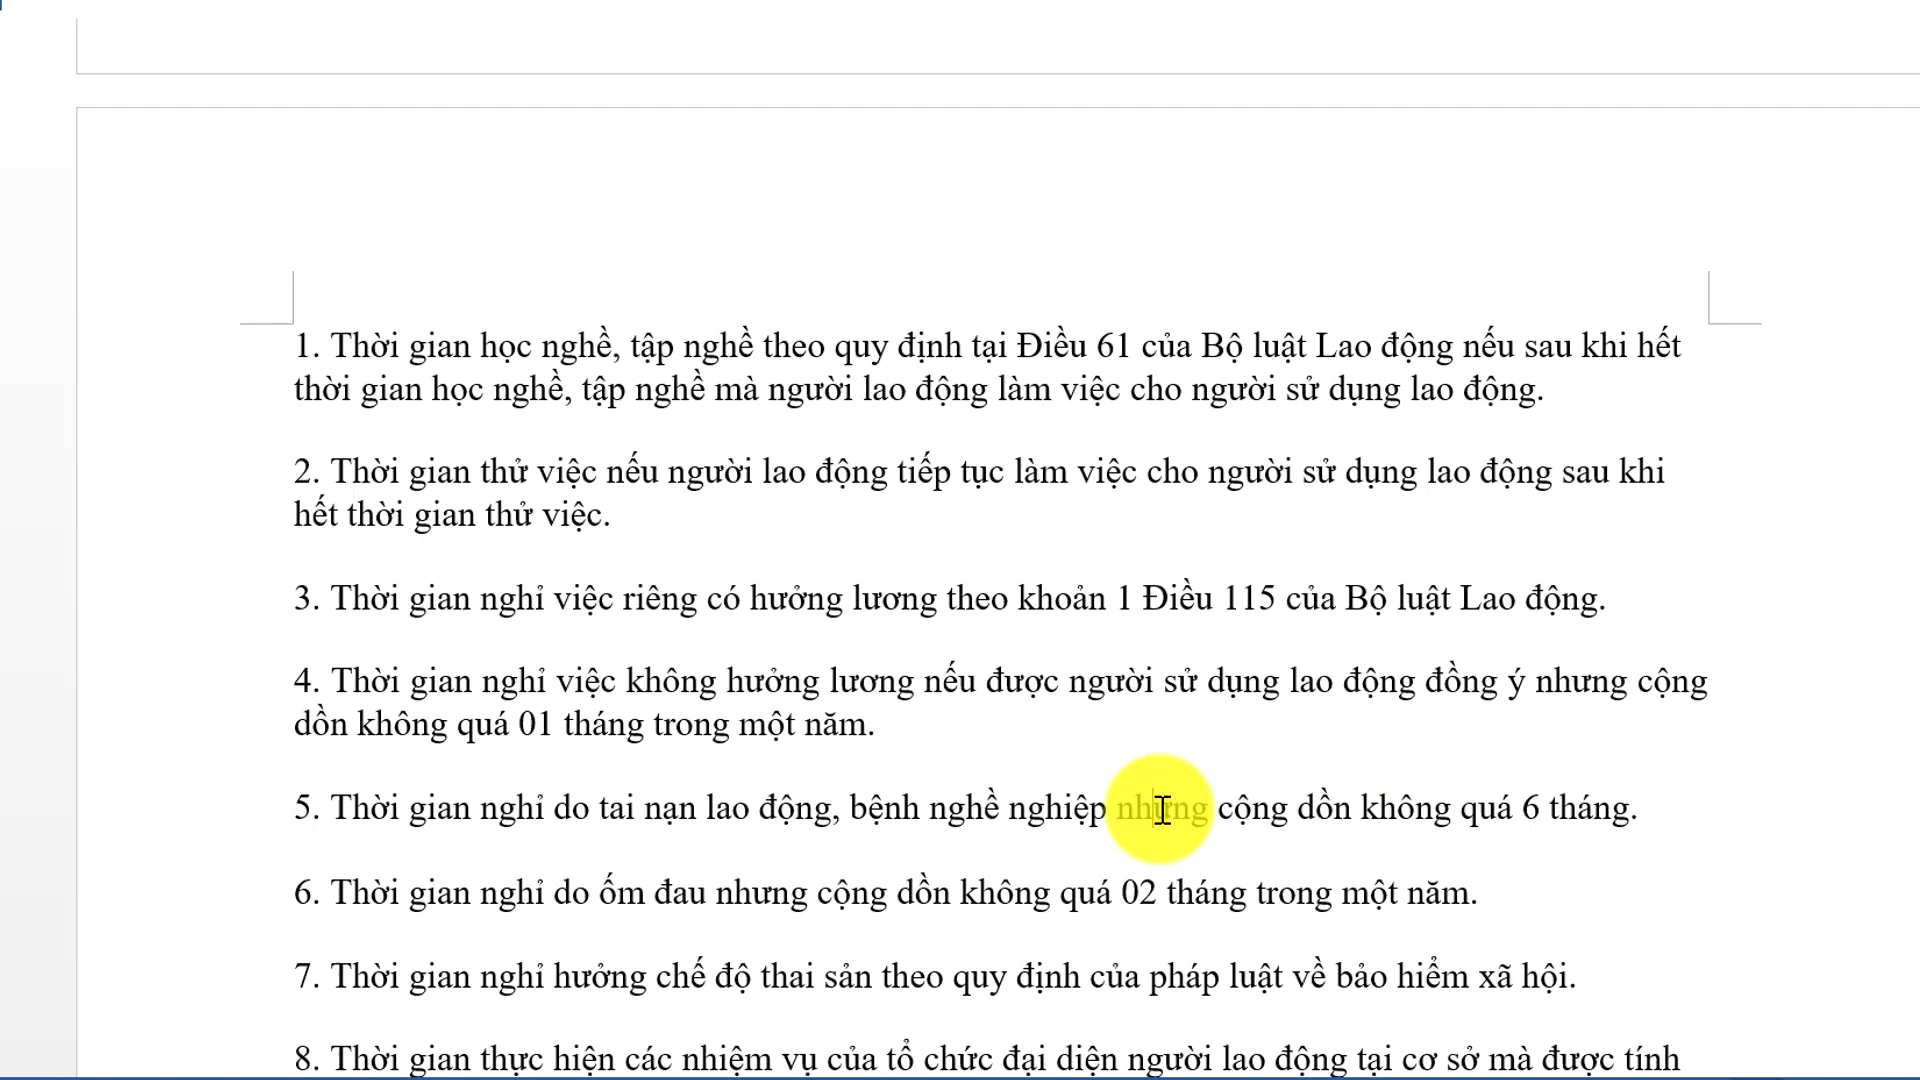 1. Thời gian học nghề, tập nghề theo quy định tại Điều 61 của Bộ luật Lao động nếu sau khi hết
thời gian học nghề, tập nghề mà người lao động làm việc cho người sử dụng lao động.
2. Thời gian thử việc nếu người lao động tiếp tục làm việc cho người sử dụng lao động sau khi
hết thời gian thử việc.
3. Thời gian nghỉ việc riêng có hưởng lương theo khoản 1 Điều 115 của Bộ luật Lao động.
4. Thời gian nghỉ việc không hưởng lương nếu được người sử dụng lao động đồng ý nhưng cộng
dồn không quá 01 tháng trong một năm.
5. Thời gian nghỉ do tai nạn lao động, bệnh nghề nghiệp nhưng cộng dồn không quá 6 tháng.
6. Thời gian nghỉ do ốm đau nhưng cộng dồn không quá 02 tháng trong một năm.
7. Thời gian nghỉ hưởng chế độ thai sản theo quy định của pháp luật về bảo hiểm xã hội.
8. Thời gian thực hiện các nhiệm vụ của tổ chức đại diện người lao động tại cơ sở mà được tính